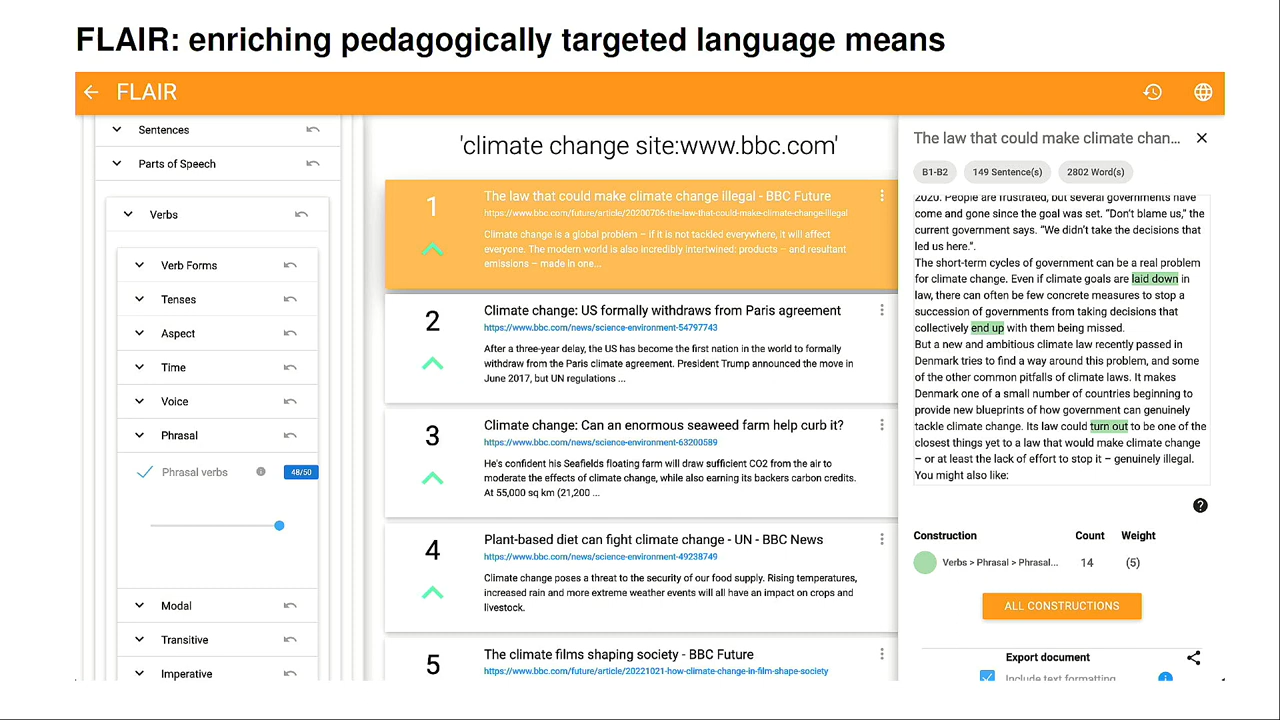 FLAIR: enriching pedagogically targeted language means
FLAIR
Sentences
Parts of Speech
Verbs
Verb Forms
Tenses
Aspect
Time
Voice
Phrasal
Phrasal verbs
48/50
Modal
Transitive
Imperative
'climate change site:www.bbc.com'
1
The law that could make climate change illegal - BBC Future
https://www.bbc.com/future/article/20200706-the-law-that-could-make-climate-change-illegal
Climate change is a global problem – if it is not tackled everywhere, it will affect
everyone. The modern world is also incredibly intertwined: products – and resultant
emissions – made in one...
2
Climate change: US formally withdraws from Paris agreement
https://www.bbc.com/news/science-environment-54797743
After a three-year delay, the US has become the first nation in the world to formally
withdraw from the Paris climate agreement. President Trump announced the move in
June 2017, but UN regulations ...
3
Climate change: Can an enormous seaweed farm help curb it?
https://www.bbc.com/news/science-environment-63200589
He's confident his Seafields floating farm will draw sufficient CO2 from the air to
moderate the effects of climate change, while also earning its backers carbon credits.
At 55,000 sq km (21,200 ...
4
Plant-based diet can fight climate change - UN - BBC News
https://www.bbc.com/news/science-environment-49238749
Climate change poses a threat to the security of our food supply. Rising temperatures,
increased rain and more extreme weather events will all have an impact on crops and
livestock.
5
The climate films shaping society - BBC Future
https://www.bbc.com/future/article/20221021-how-climate-change-in-film-shape-society
The law that could make climate chan...
B1-B2
149 Sentence(s)
2802 Word(s)
2020. People are frustrated, but several governments have
come and gone since the goal was set. "Don't blame us," the
current government says. "We didn't take the decisions that
led us here.".
The short-term cycles of government can be a real problem
for climate change. Even if climate goals are laid down in
law, there can often be few concrete measures to stop a
succession of governments from taking decisions that
collectively end up with them being missed.
But a new and ambitious climate law recently passed in
Denmark tries to find a way around this problem, and some
of the other common pitfalls of climate laws. It makes
Denmark one of a small number of countries beginning to
provide new blueprints of how government can genuinely
tackle climate change. Its law could turn out to be one of the
closest things yet to a law that would make climate change
– or at least the lack of effort to stop it – genuinely illegal.
You might also like:
Construction Count Weight
Verbs > Phrasal > Phrasal... 14 (5)
ALL CONSTRUCTIONS
Export document
Include text formatting